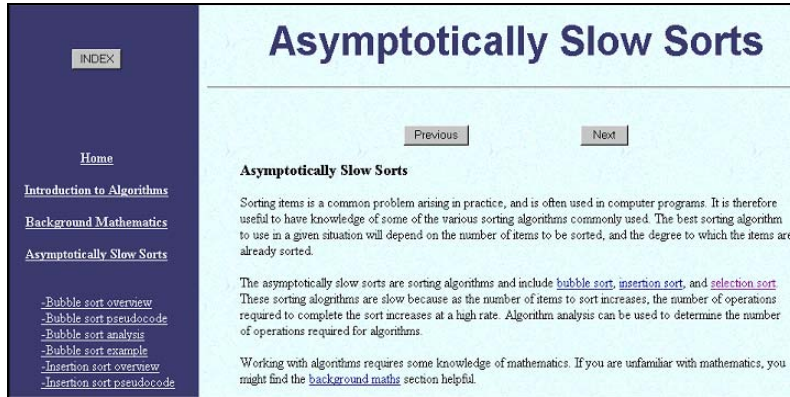 INDEX
Home
Introduction to Algorithms
Background Mathematics
Asymptotically Slow Sorts
-Bubble sort overview
-Bubble sort pseudocode
-Bubble sort analysis
-Bubble sort example
-Insertion sort overview
-Insertion sort pseudocode
Asymptotically Slow Sorts
Previous
Next
Asymptotically Slow Sorts
Sorting items is a common problem arising in practice, and is often used in computer programs. It is therefore
useful to have knowledge of some of the various sorting algorithms commonly used. The best sorting algorithm
to use in a given situation will depend on the number of items to be sorted, and the degree to which the items are
already sorted.
The asymptotically slow sorts are sorting algorithms and include bubble sort, insertion sort, and selection sort.
These sorting alogrithms are slow because as the number of items to sort increases, the number of operations
required to complete the sort increases at a high rate. Algorithm analysis can be used to determine the number
of operations required for algorithms.
Working with algorithms requires some knowledge of mathematics. If you are unfamiliar with mathematics, you
might find the background maths section helpful.